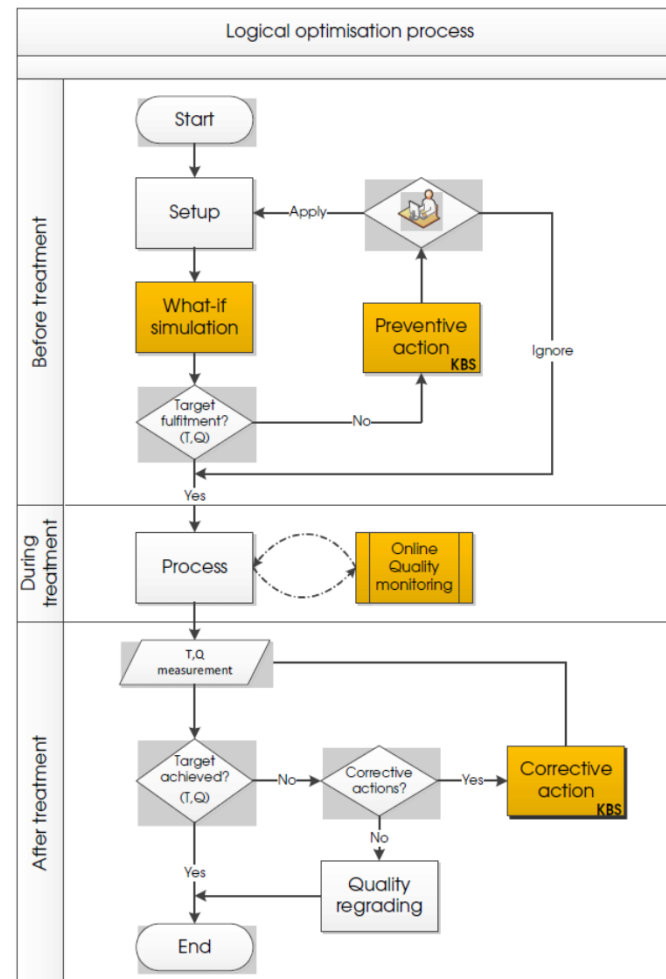 Logical optimisation process
Before treatment
Start
Setup
Apply
What-if
simulation
Preventive
action
KBS
Ignore
Target
fulfitment?
(T,Q)
No
Yes
During
treatment
Process
Online
Quality
monitoring
After treatment
T,Q
measurement
Target
achieved?
(T,Q)
No
Corrective
actions?
Yes
Corrective
action
KBS
No
Yes
Quality
regrading
End